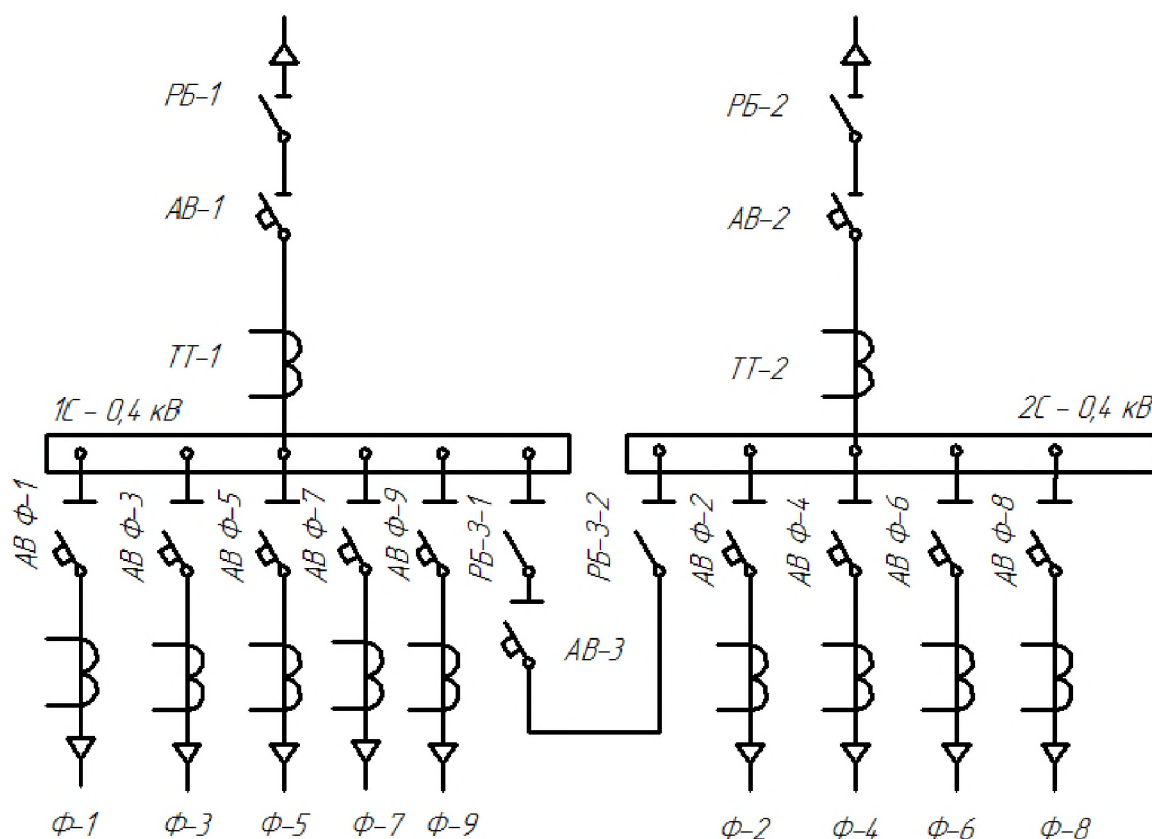 РБ-1
РБ-2
АВ-1
АВ-2
ТТ-1
ТТ-2
1С - 0,4 кВ
2С - 0,4 кВ
АВ Ф-1
АВ Ф-3
АВ Ф-5
АВ Ф-7
АВ Ф-9
РБ-3-1
РБ-3-2
АВ Ф-2
АВ Ф-4
АВ Ф-6
АВ Ф-8
АВ-3
Ф-1
Ф-3
Ф-5
Ф-7
Ф-9
Ф-2
Ф-4
Ф-6
Ф-8